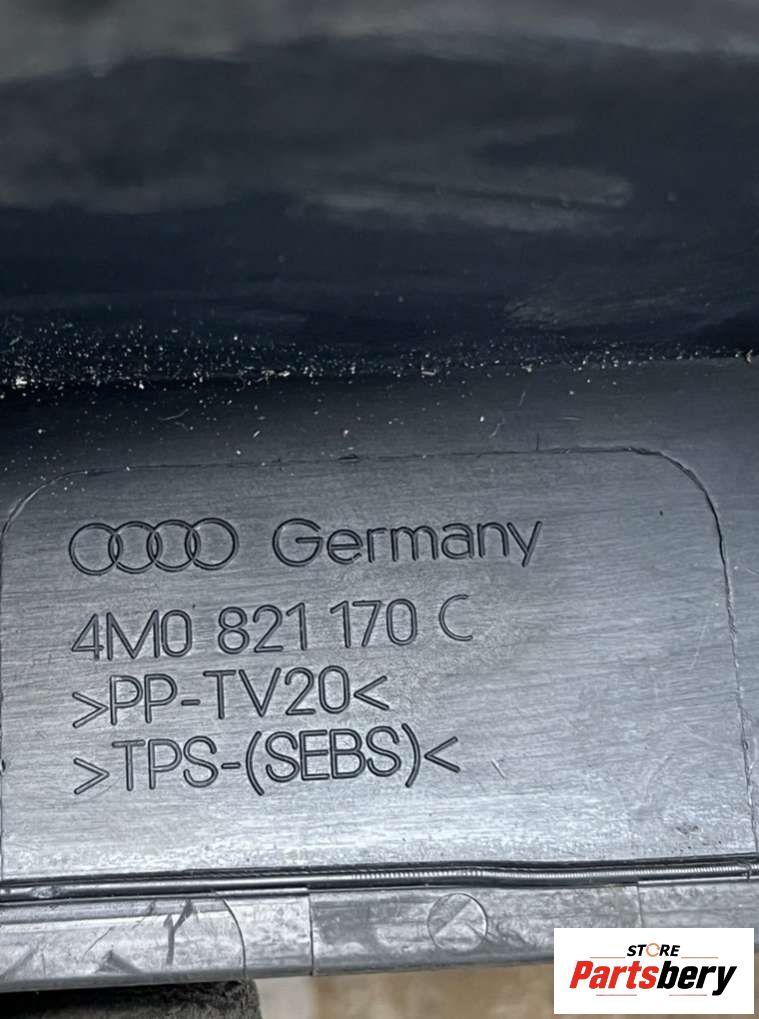 Germany
4M0 821 170 C
>PP-TV20<
>TPS-(SEBS)<
STORE
Partsbery